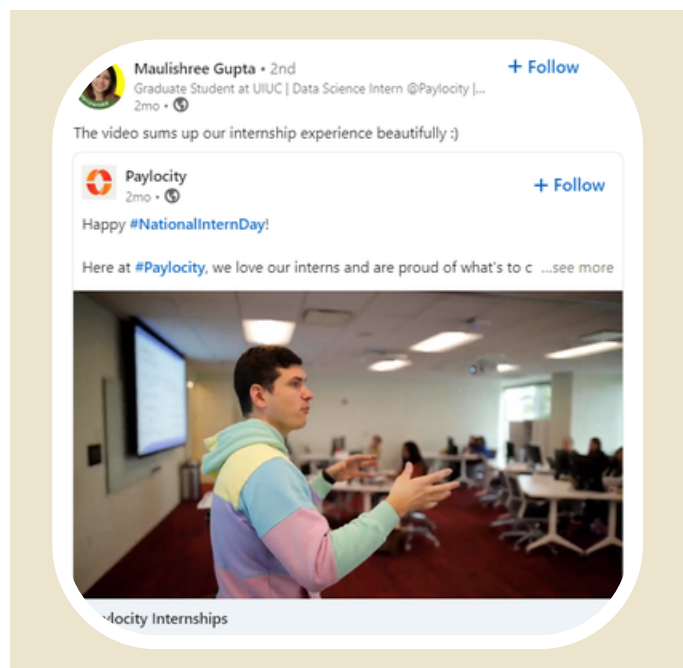 Maulishree Gupta • 2nd
+ Follow
Graduate Student at UIUC | Data Science Intern @Paylocity |...
2mo •
The video sums up our internship experience beautifully :)
Paylocity
+ Follow
2mo •
Happy #NationalInternDay!
Here at #Paylocity, we love our interns and are proud of what's to c ...see more
aylocity Internships